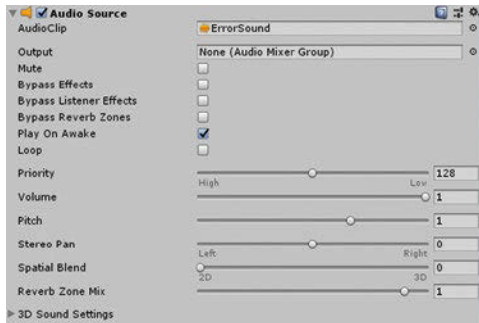 Audio Source
AudioClip ErrorSound
Output None (Audio Mixer Group)
Mute
Bypass Effects
Bypass Listener Effects
Bypass Reverb Zones
Play On Awake
Loop
Priority 128
High Low
Volume 1
Pitch 1
Stereo Pan 0
Left Right
Spatial Blend 0
2D 3D
Reverb Zone Mix 1
3D Sound Settings